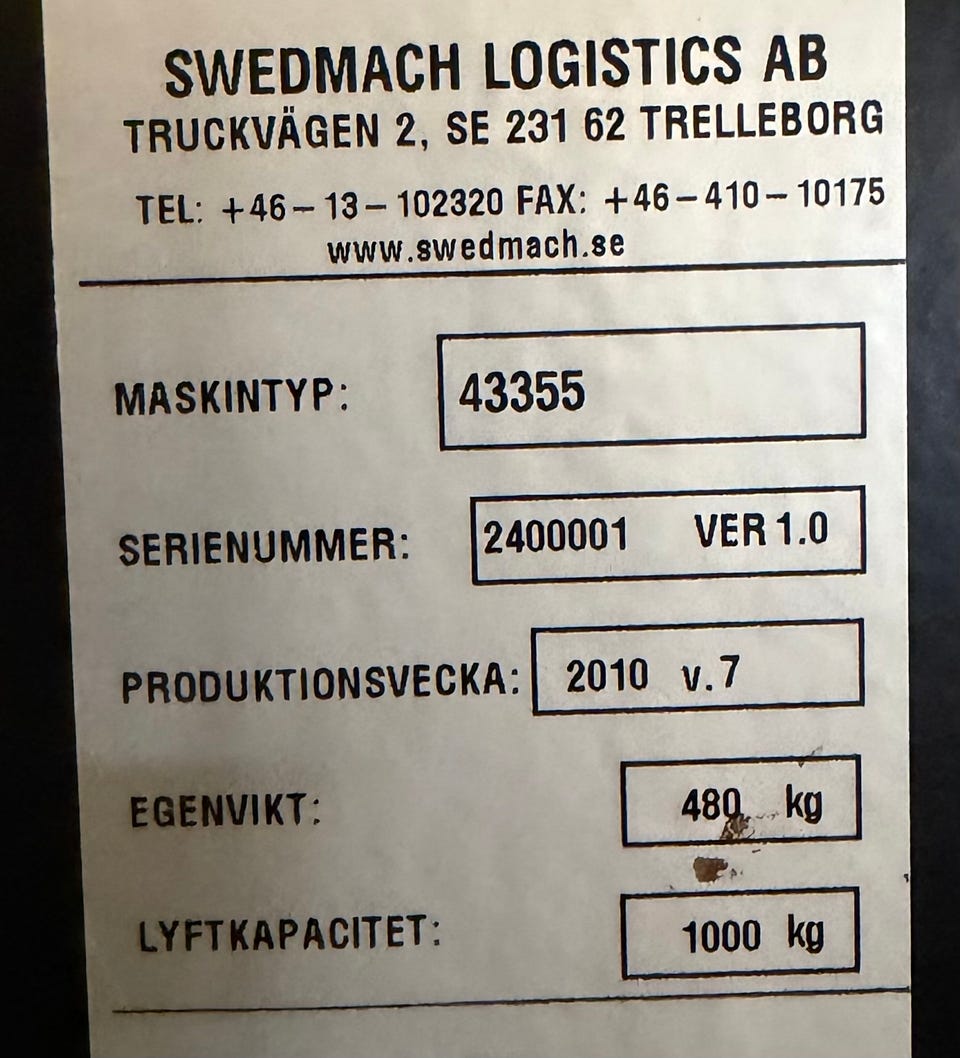 SWEDMACH LOGISTICS AB
TRUCKVÄGEN 2, SE 231 62 TRELLEBORG
TEL: +46-13-102320 FAX: +46-410-10175
www.swedmach.se
MASKINTYP: 43355
SERIENUMMER: 2400001 VER 1.0
PRODUKTIONSVECKA: 2010 v.7
EGENVIKT: 480 kg
LYFTKAPACITET: 1000 kg